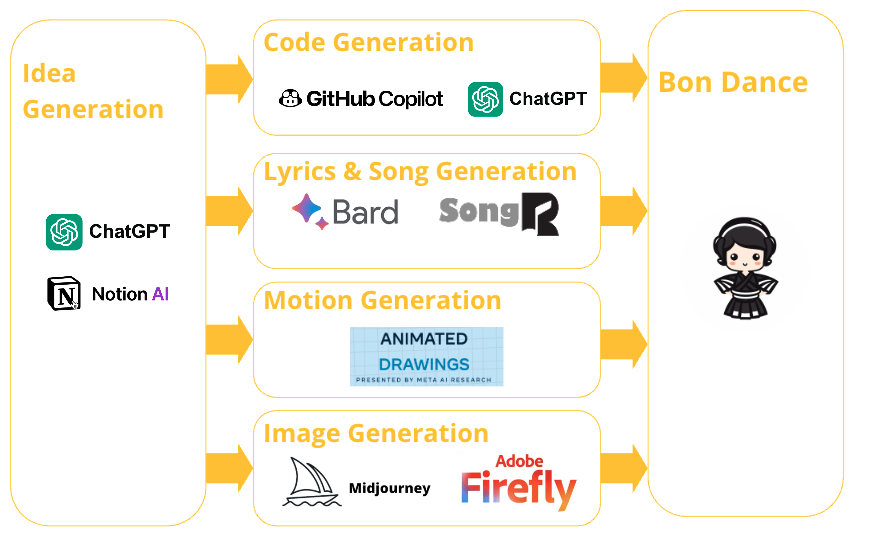 Idea
Generation
ChatGPT
Notion AI
Code Generation
GitHub Copilot
ChatGPT
Lyrics & Song Generation
Bard
SongR
Motion Generation
ANIMATED
DRAWINGS
PRESENTED BY META AI RESEARCH
Image Generation
Midjourney
Adobe
Firefly
Bon Dance